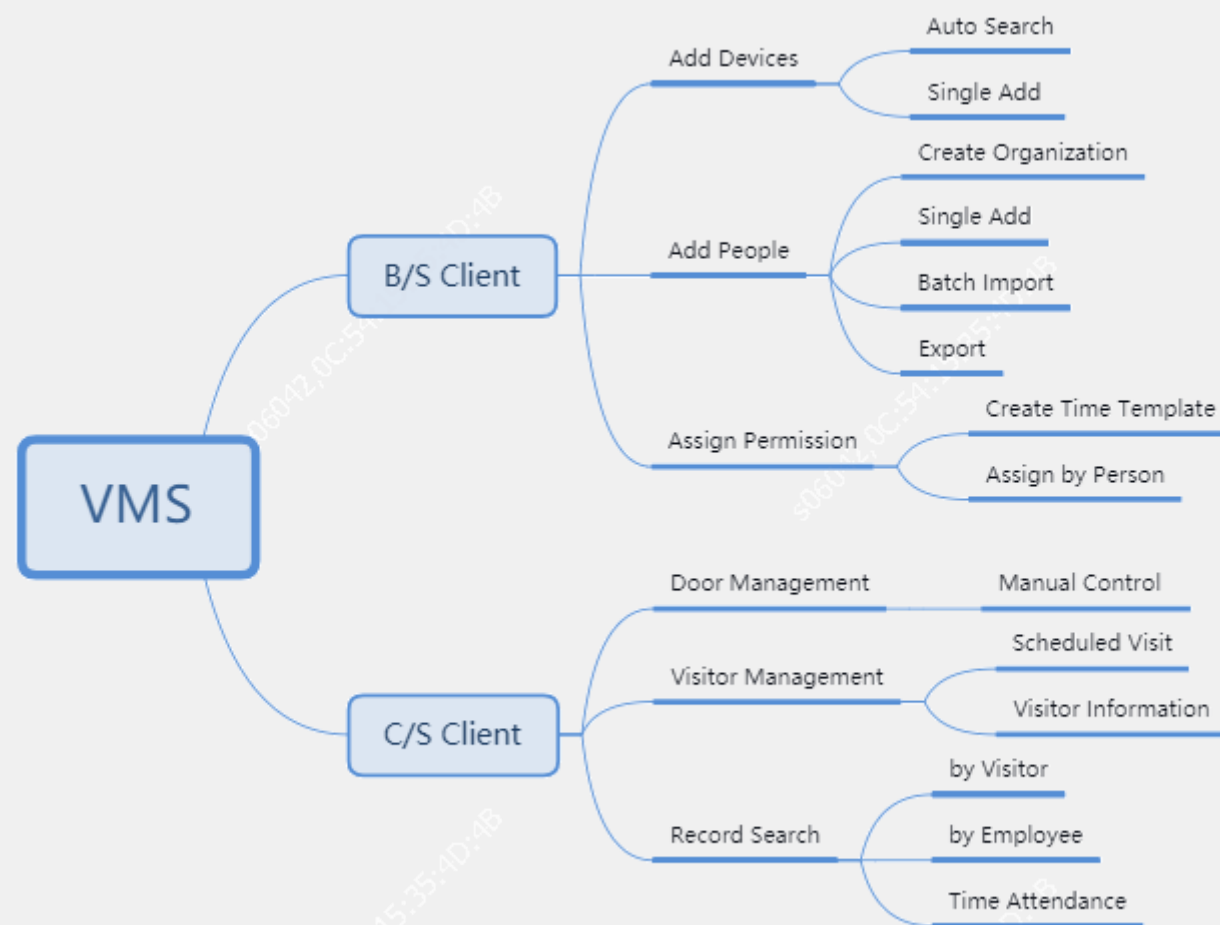 VMS
B/S Client
Add Devices
Auto Search
Single Add
Add People
Create Organization
Single Add
Batch Import
Export
Assign Permission
Create Time Template
Assign by Person
C/S Client
Door Management
Manual Control
Visitor Management
Scheduled Visit
Visitor Information
Record Search
by Visitor
by Employee
Time Attendance